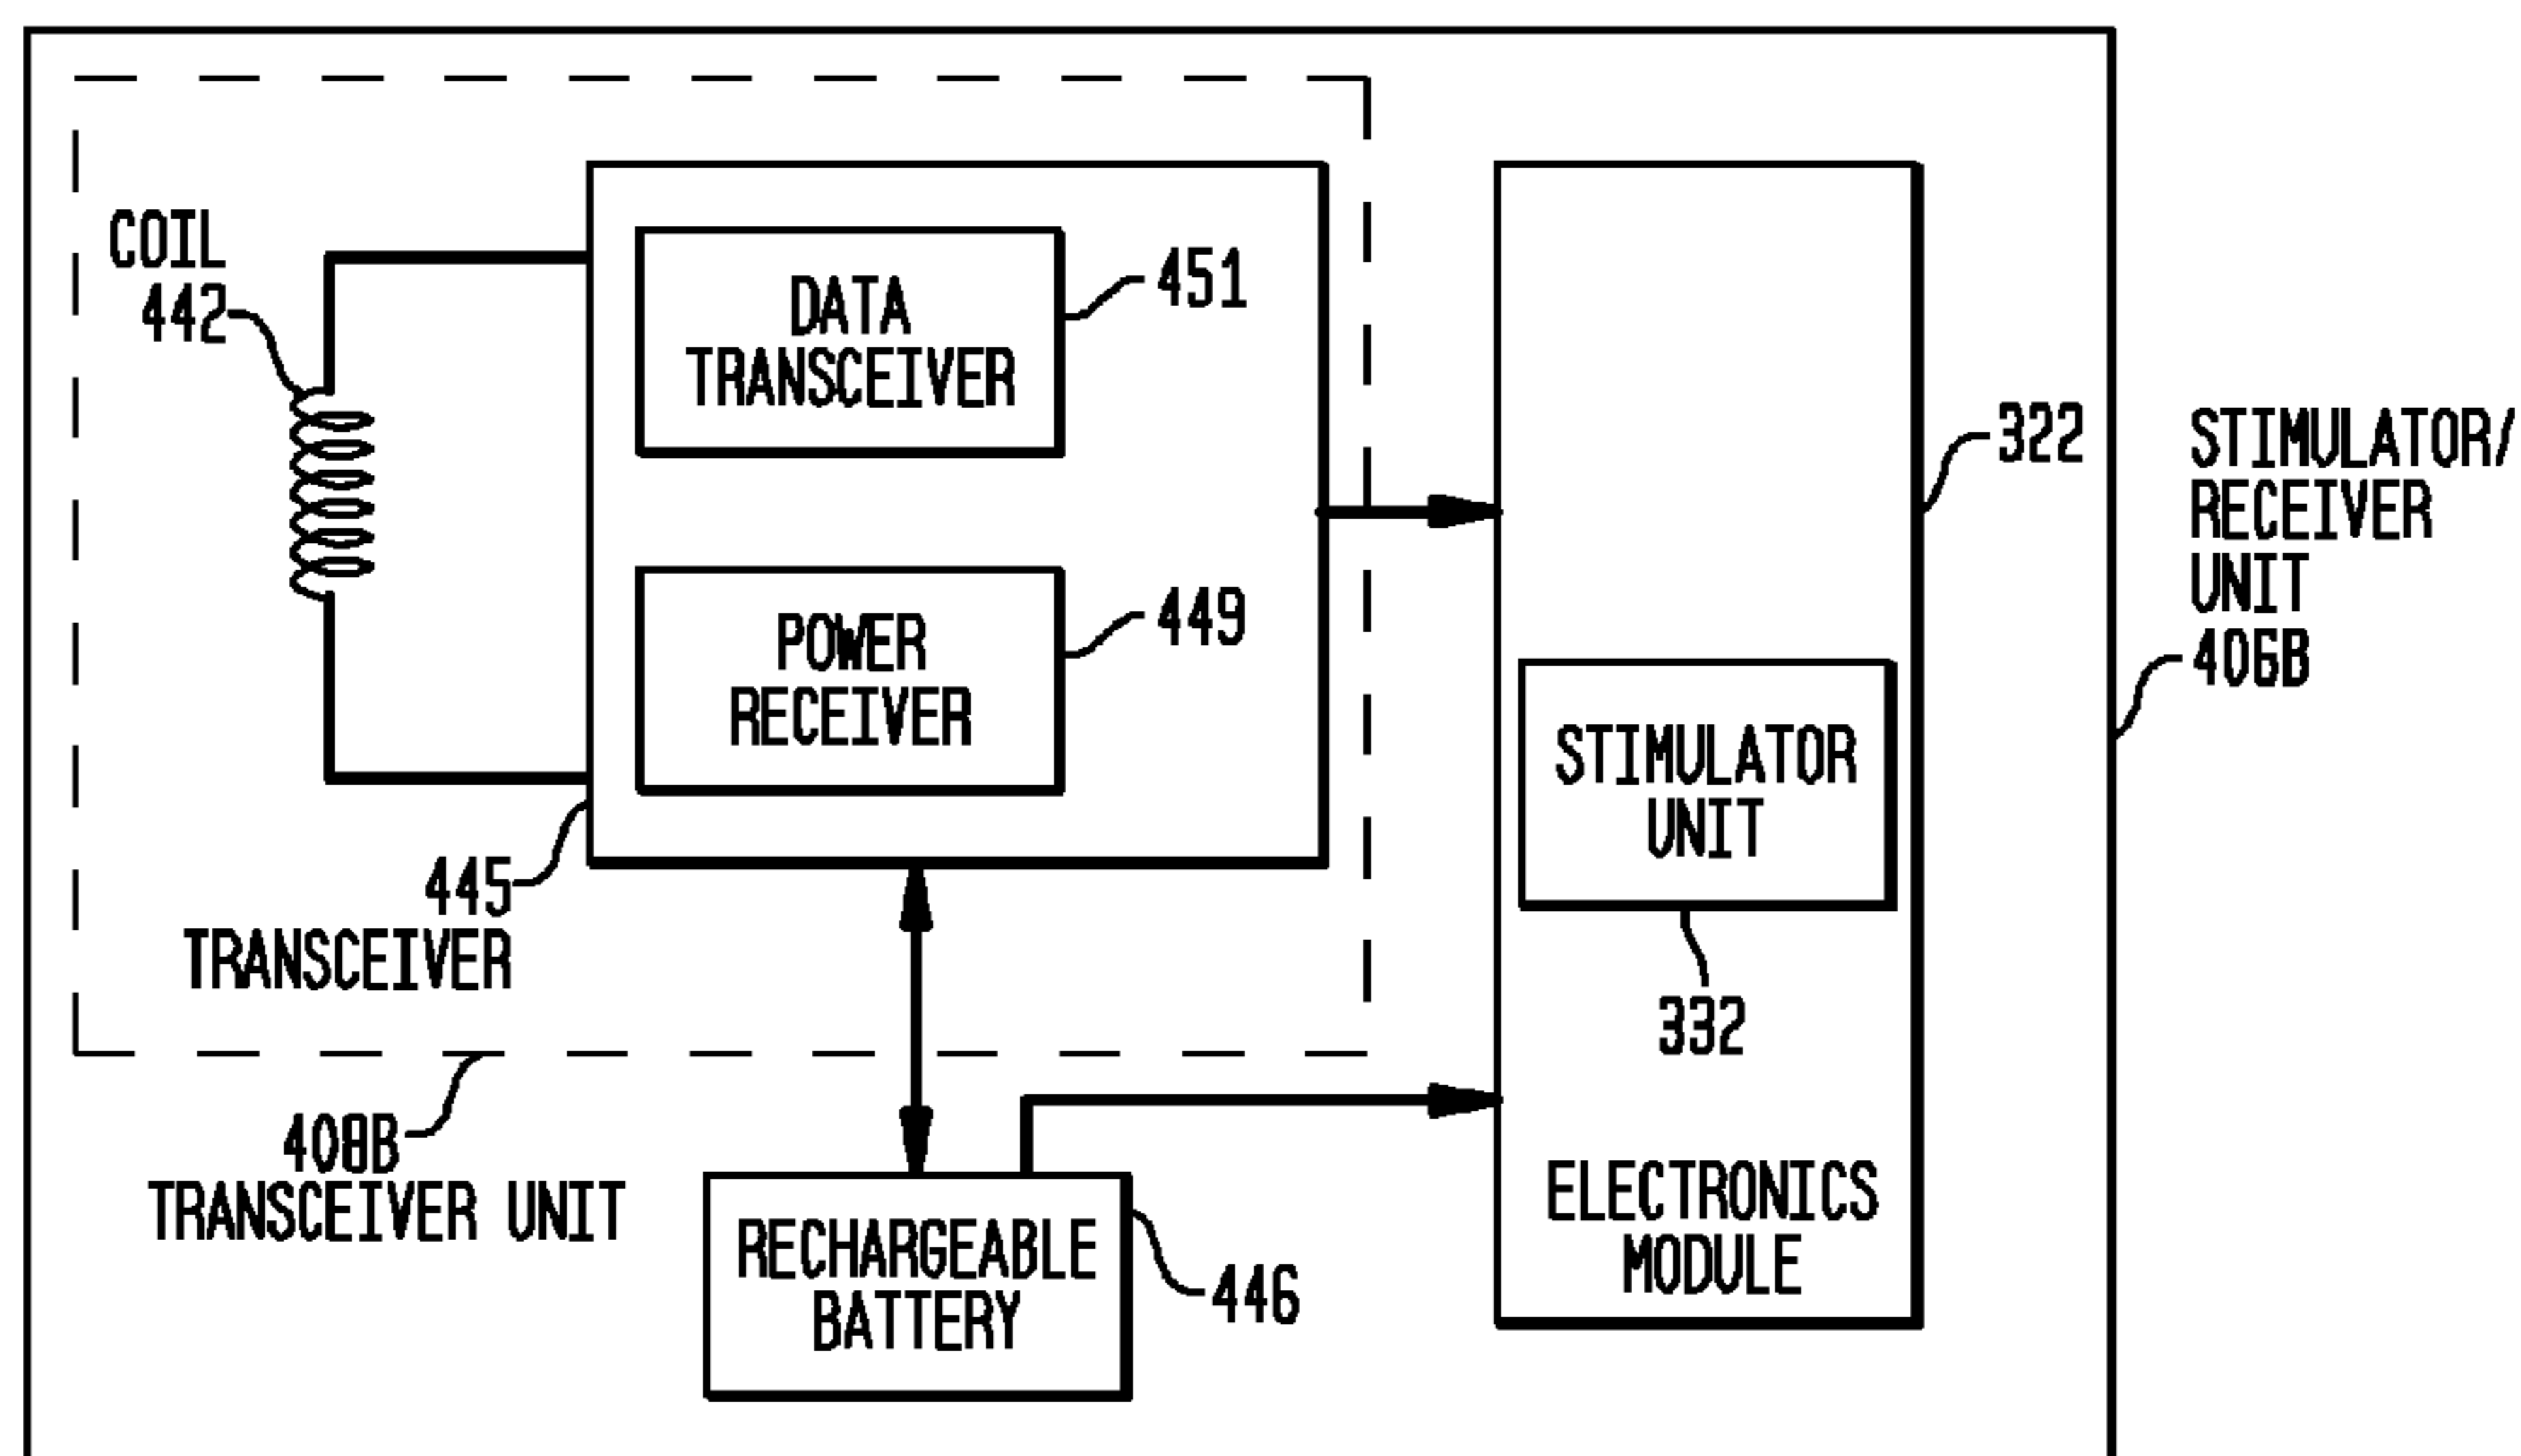 COIL
442
DATA
TRANSCEIVER
451
POWER
RECEIVER
449
445
TRANSCEIVER
408B
TRANSCEIVER UNIT
RECHARGEABLE
BATTERY
446
322
STIMULATOR
UNIT
332
ELECTRONICS
MODULE
STIMULATOR/
RECEIVER
UNIT
406B